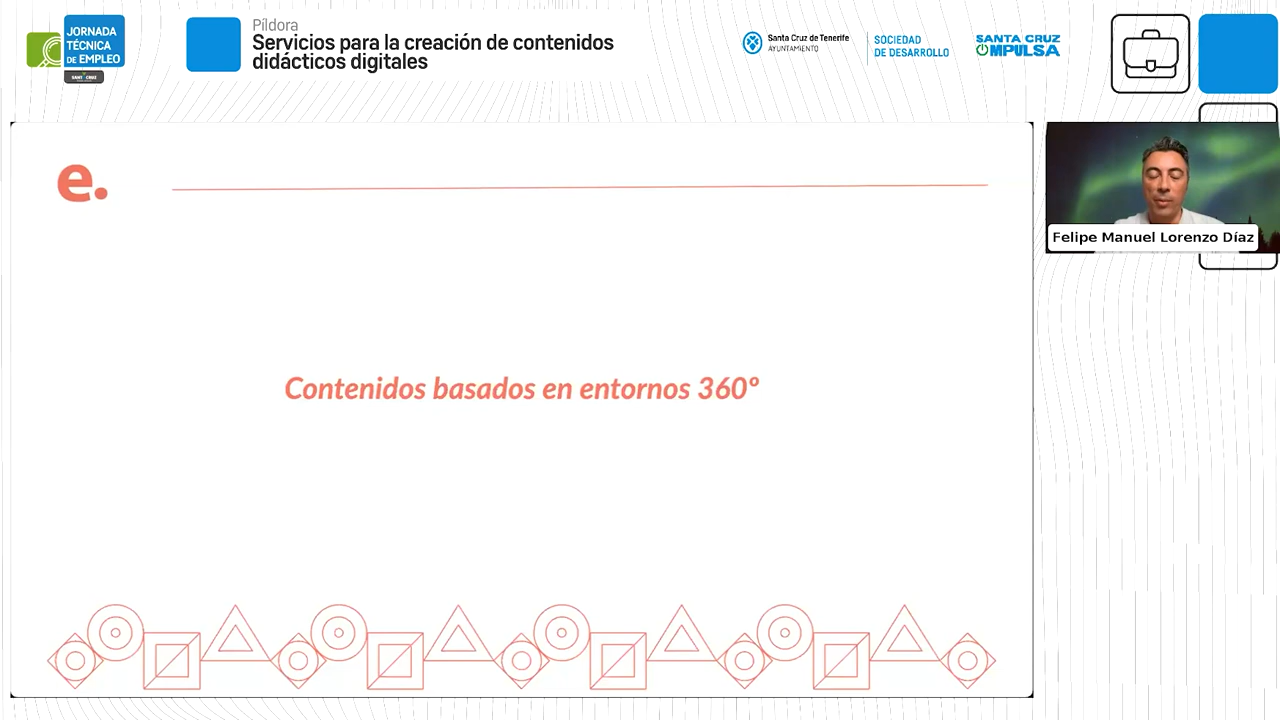 JORNADA
TÉCNICA
DE EMPLEO
Píldora
Servicios para la creación de contenidos
didácticos digitales
Santa Cruz de Tenerife
AYUNTAMIENTO
SOCIEDAD
DE DESARROLLO
SANTA CRUZ
MPULSA
e.
Felipe Manuel Lorenzo Díaz
Contenidos basados en entornos 360º